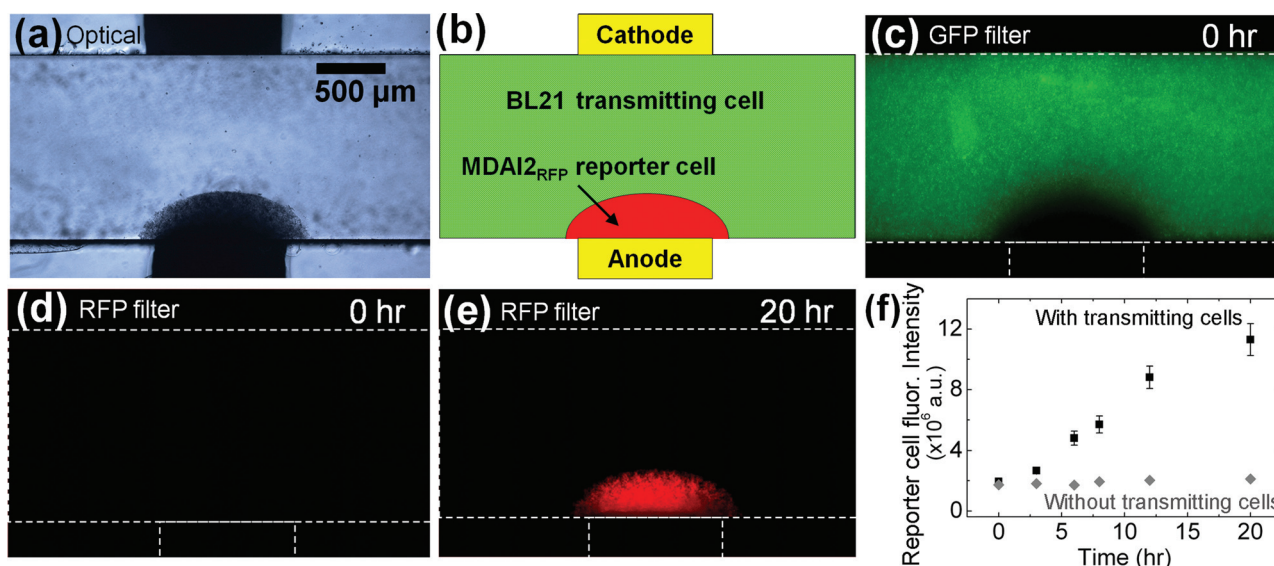 (a) Optical
500 µm
(b)
Cathode
BL21 transmitting cell
MDAI2RFP reporter cell
Anode
(c) GFP filter 0 hr
(d) RFP filter 0 hr
(e) RFP filter 20 hr
(f)
Reporter cell fluor. Intensity
(x10⁶ a.u.)
12
8
4
0
With transmitting cells
Without transmitting cells
0 5 10 15 20
Time (hr)